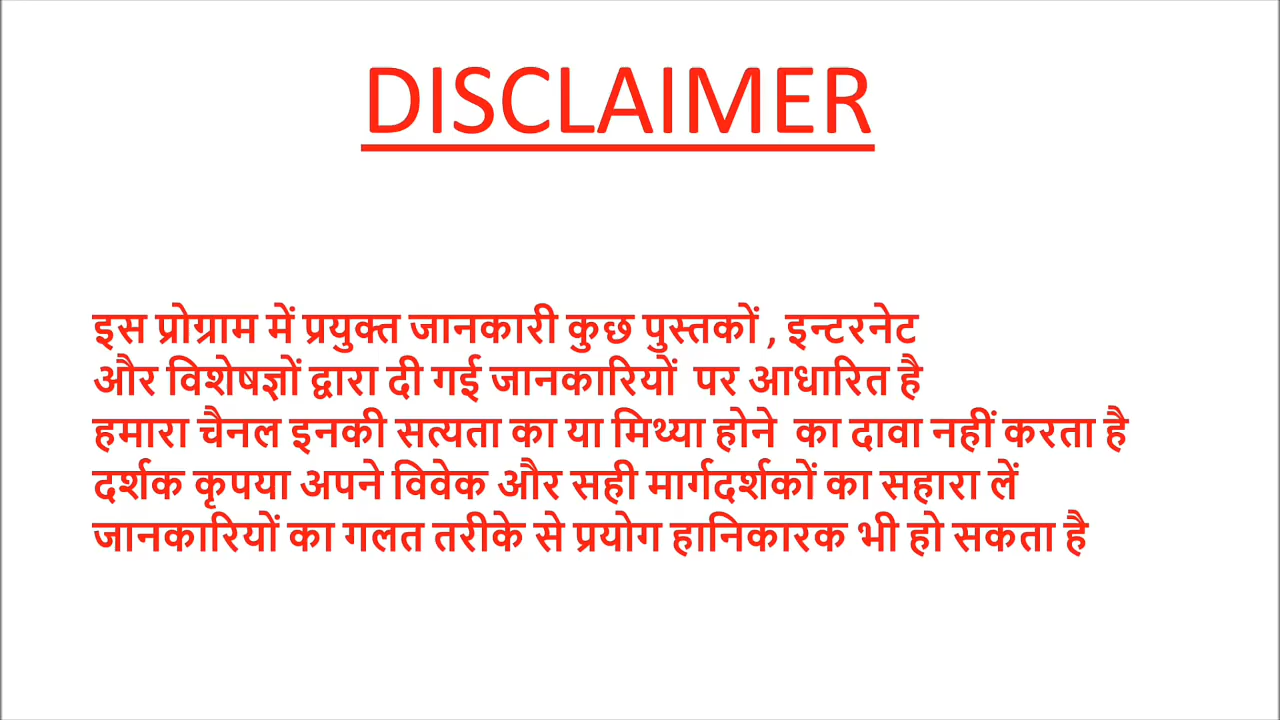 DISCLAIMER
इस प्रोग्राम में प्रयुक्त जानकारी कुछ पुस्तकों , इन्टरनेट
और विशेषज्ञों द्वारा दी गई जानकारियों पर आधारित है
हमारा चैनल इनकी सत्यता का या मिथ्या होने का दावा नहीं करता है
दर्शक कृपया अपने विवेक और सही मार्गदर्शकों का सहारा लें
जानकारियों का गलत तरीके से प्रयोग हानिकारक भी हो सकता है